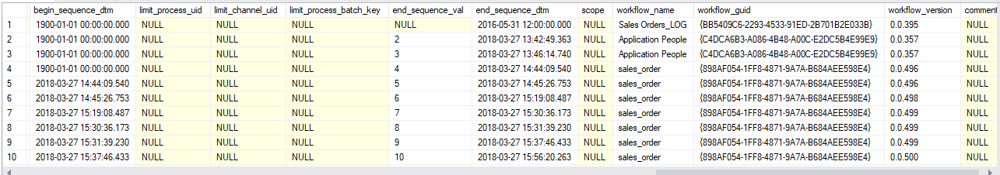 begin_sequence_dtm limit_process_uid limit_channel_uid limit_process_batch_key end_sequence_val end_sequence_dtm scope workflow_name workflow_guid workflow_version comment
1 1900-01-01 00:00:00.000 NULL NULL NULL NULL 2016-05-31 12:00:00.000 NULL Sales Orders_LOG {BB5409C6-2293-4533-91ED-2B701B2E033B} 0.0.395 NULL
2 1900-01-01 00:00:00.000 NULL NULL NULL 2 2018-03-27 13:42:49.363 NULL Application People {C4DCA6B3-A086-4B48-A00C-E2DC5B4E99E9} 0.0.357 NULL
3 1900-01-01 00:00:00.000 NULL NULL NULL 3 2018-03-27 13:46:14.740 NULL Application People {C4DCA6B3-A086-4B48-A00C-E2DC5B4E99E9} 0.0.357 NULL
4 1900-01-01 00:00:00.000 NULL NULL NULL 4 2018-03-27 14:44:09.540 NULL sales_order {898AF054-1FF8-4871-9A7A-B684AEE598E4} 0.0.496 NULL
5 2018-03-27 14:44:09.540 NULL NULL NULL 5 2018-03-27 14:45:26.753 NULL sales_order {898AF054-1FF8-4871-9A7A-B684AEE598E4} 0.0.496 NULL
6 2018-03-27 14:45:26.753 NULL NULL NULL 6 2018-03-27 15:19:08.487 NULL sales_order {898AF054-1FF8-4871-9A7A-B684AEE598E4} 0.0.498 NULL
7 2018-03-27 15:19:08.487 NULL NULL NULL 7 2018-03-27 15:30:36.173 NULL sales_order {898AF054-1FF8-4871-9A7A-B684AEE598E4} 0.0.499 NULL
8 2018-03-27 15:30:36.173 NULL NULL NULL 8 2018-03-27 15:31:39.230 NULL sales_order {898AF054-1FF8-4871-9A7A-B684AEE598E4} 0.0.499 NULL
9 2018-03-27 15:31:39.230 NULL NULL NULL 9 2018-03-27 15:37:46.433 NULL sales_order {898AF054-1FF8-4871-9A7A-B684AEE598E4} 0.0.499 NULL
10 2018-03-27 15:37:46.433 NULL NULL NULL 10 2018-03-27 15:56:20.263 NULL sales_order {898AF054-1FF8-4871-9A7A-B684AEE598E4} 0.0.500 NULL